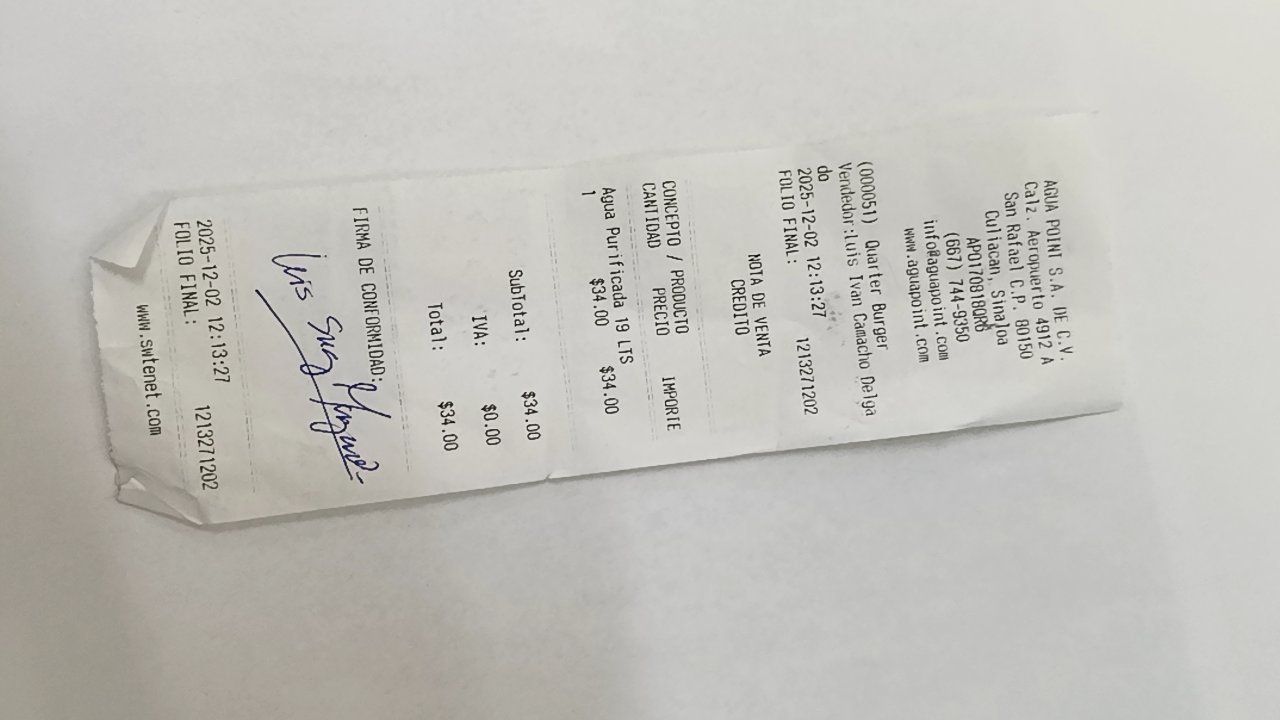 AGUA POINT S.A. DE C.V.
Calz. Aeropuerto 4912 A
San Rafael C.P. 80150
Culiacan, Sinaloa
APO170818QR8
(667) 744-9350
info@aguapoint.com
www.aguapoint.com
(000051) Quarter Burger
Vendedor:Luis Ivan Camacho Delga
do
2025-12-02 12:13:27
FOLIO FINAL: 1213271202
NOTA DE VENTA
CREDITO
CONCEPTO / PRODUCTO
CANTIDAD PRECIO IMPORTE
Agua Purificada 19 LTS
1 $34.00 $34.00
SubTotal: $34.00
IVA: $0.00
Total: $34.00
FIRMA DE CONFORMIDAD:
Luis
2025-12-02 12:13:27
FOLIO FINAL: 1213271202
www.swtenet.com